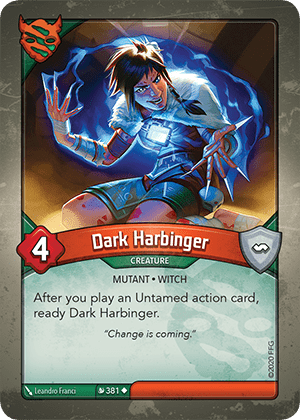 Dark Harbinger
CREATURE
4
MUTANT • WITCH
After you play an Untamed action card,
ready Dark Harbinger.
“Change is coming.”
©2020 FFG
Leandro Franci
381